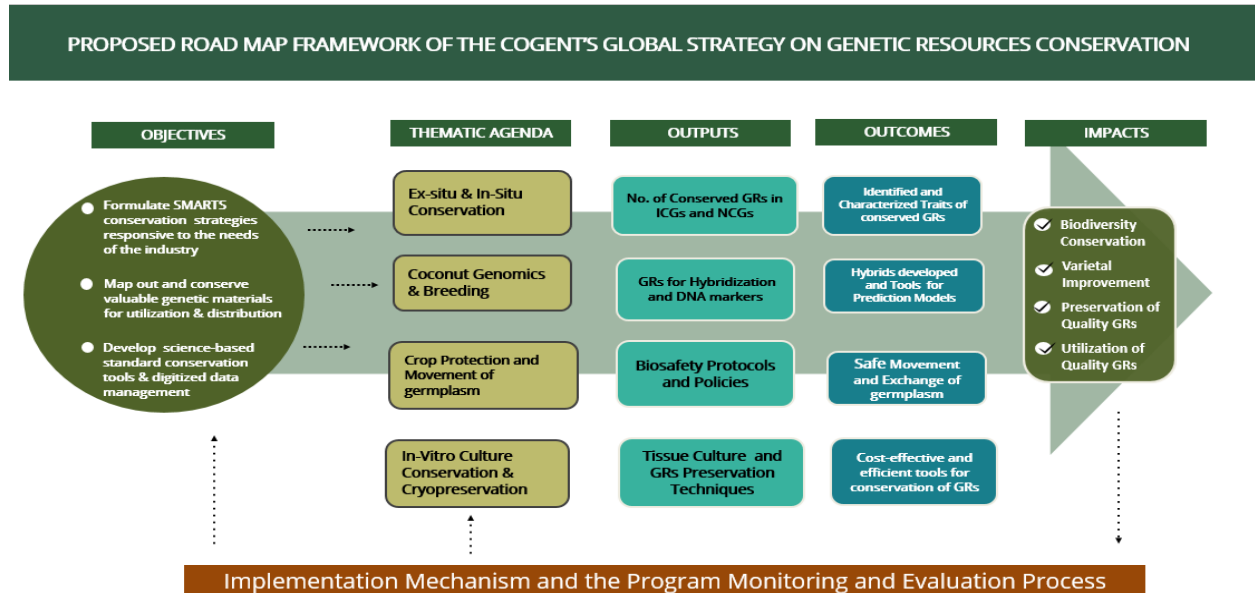 PROPOSED ROAD MAP FRAMEWORK OF THE COGENT'S GLOBAL STRATEGY ON GENETIC RESOURCES CONSERVATION
OBJECTIVES
Formulate SMARTS
conservation strategies
responsive to the needs
of the industry
Map out and conserve
valuable genetic materials
for utilization & distribution
Develop science-based
standard conservation
tools & digitized data
management
THEMATIC AGENDA
Ex-situ & In-Situ
Conservation
Coconut Genomics
& Breeding
Crop Protection and
Movement of
germplasm
In-Vitro Culture
Conservation &
Cryopreservation
OUTPUTS
No. of Conserved GRs in
ICGs and NCGs
GRs for Hybridization
and DNA markers
Biosafety Protocols
and Policies
Tissue Culture and
GRs Preservation
Techniques
OUTCOMES
Identified and
Characterized Traits of
conserved GRs
Hybrids developed
and Tools for
Prediction Models
Safe Movement
and Exchange of
germplasm
Cost-effective and
efficient tools for
conservation of GRs
IMPACTS
Biodiversity
Conservation
Varietal
Improvement
Preservation of
Quality GRs
Utilization of
Quality GRs
Implementation Mechanism and the Program Monitoring and Evaluation Process